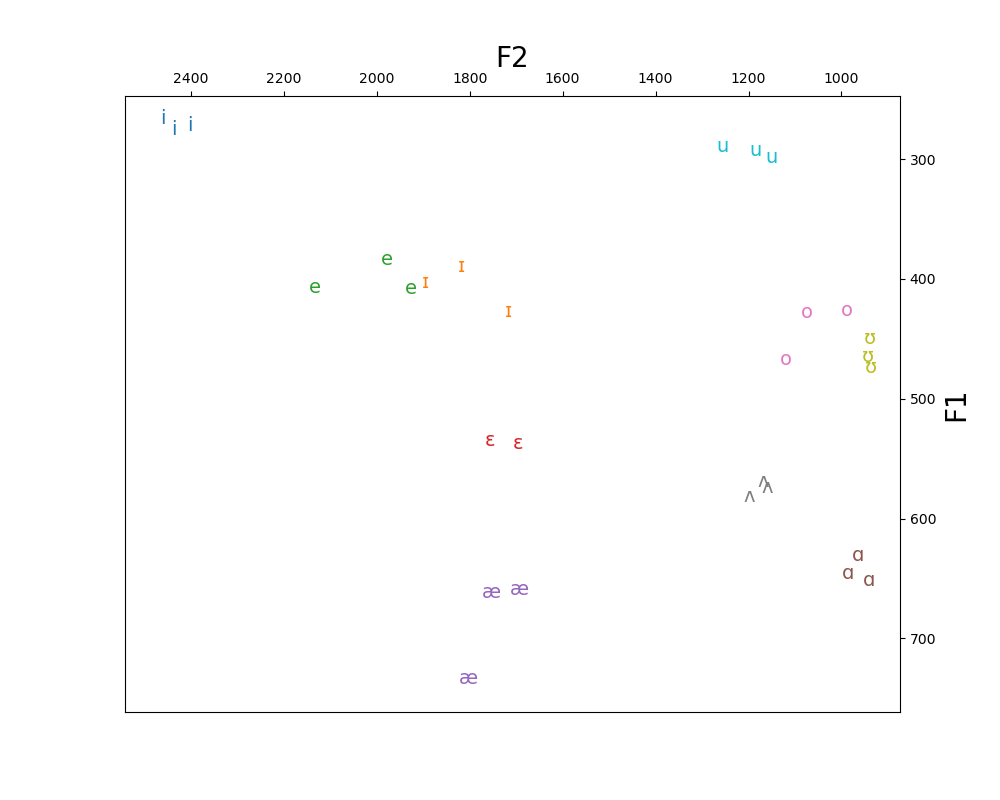 F2
2400 2200 2000 1800 1600 1400 1200 1000
i i i
u u u
300
e e e
ɪ ɪ ɪ
400
o o o
ʊ ʊ ʊ
500
F1
ɛ ɛ
ʌ ʌ ʌ
600
ɑ ɑ ɑ
æ æ
700
æ